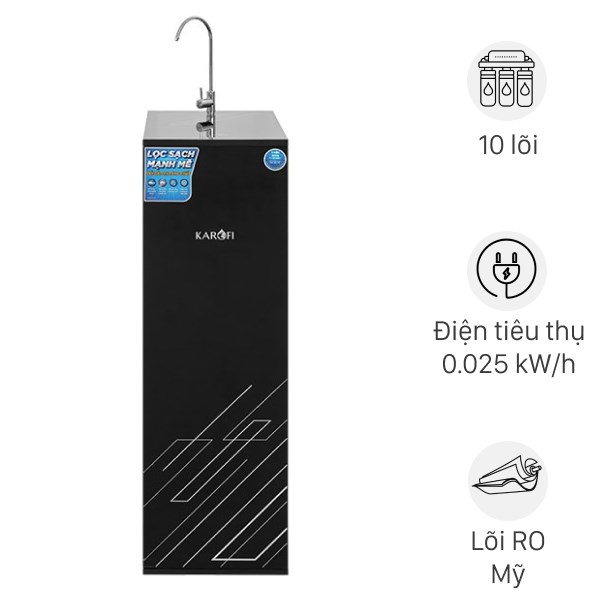 LỌC SẠCH
MẠNH MẼ
KAROFI
10 lõi
Điện tiêu thụ
0.025 kW/h
Lõi RO
Mỹ